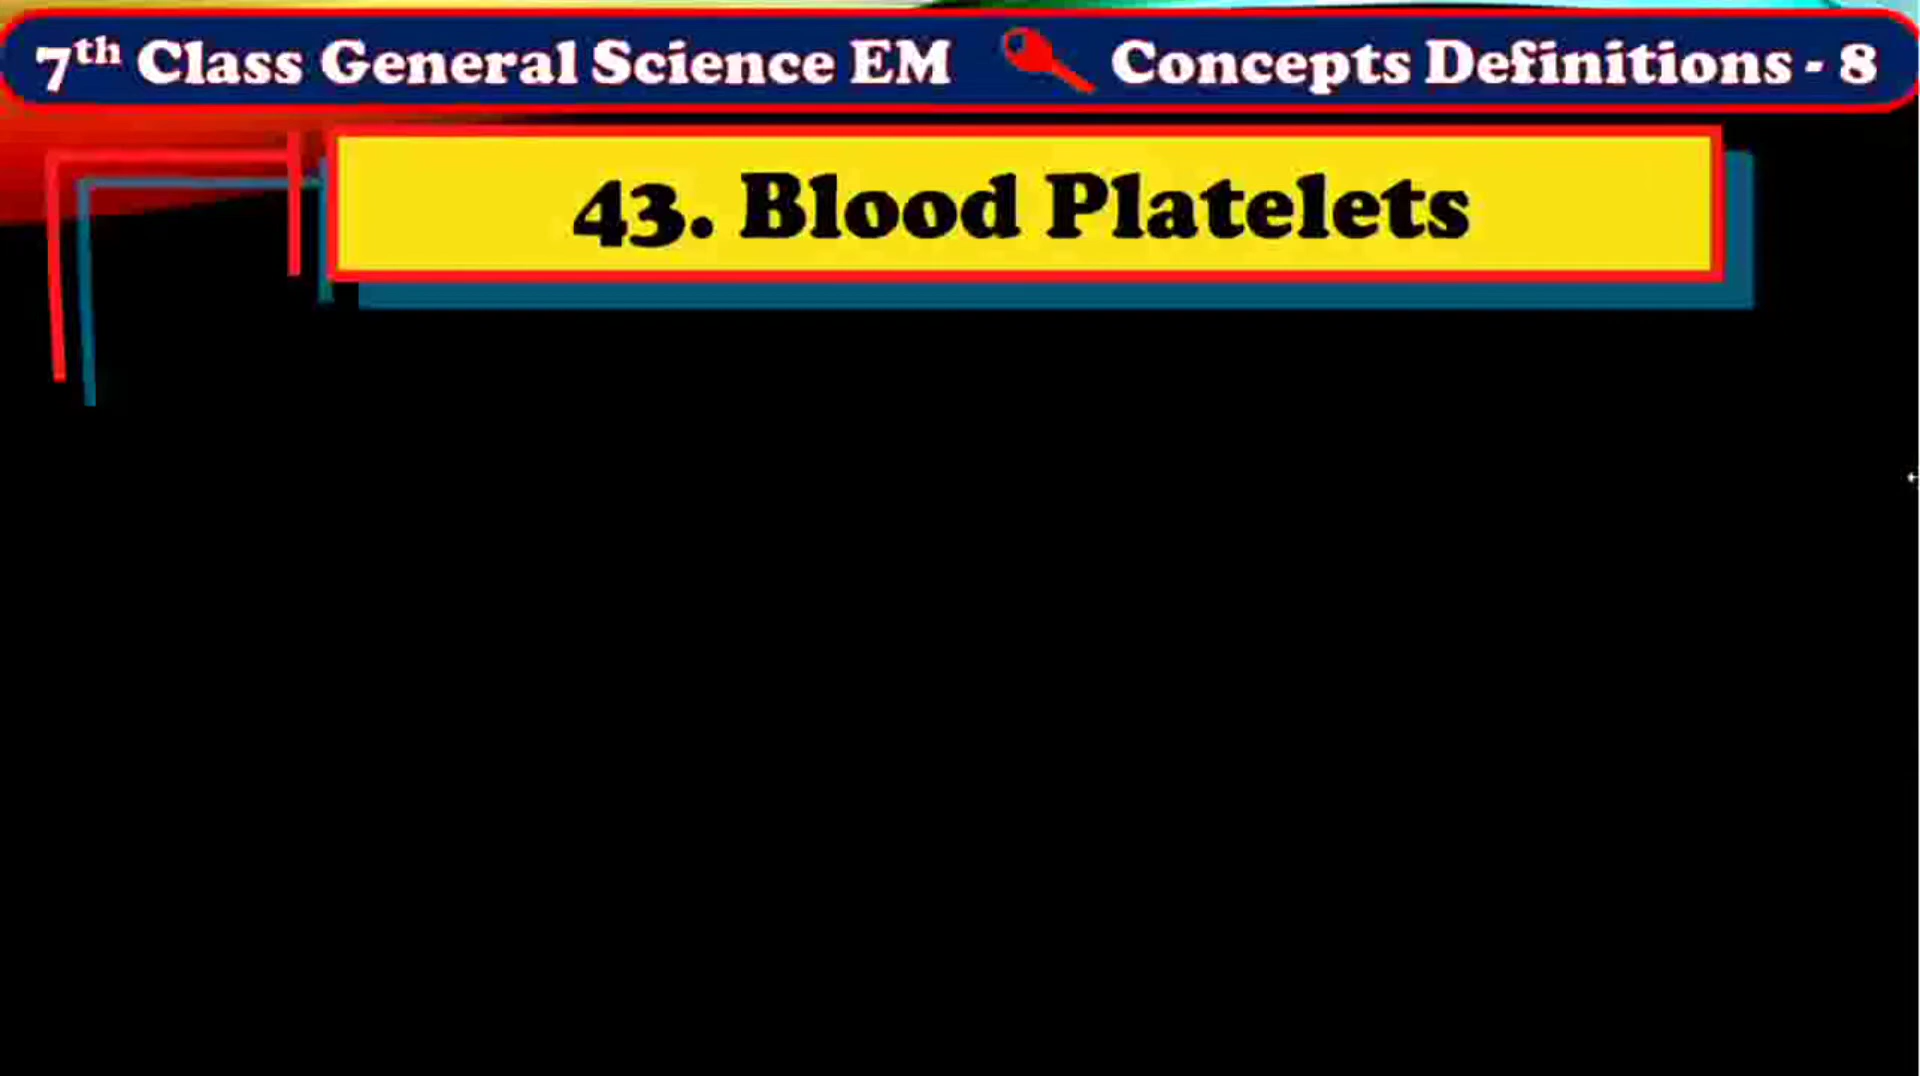 7th Class General Science EM Concepts Definitions - 8
43. Blood Platelets